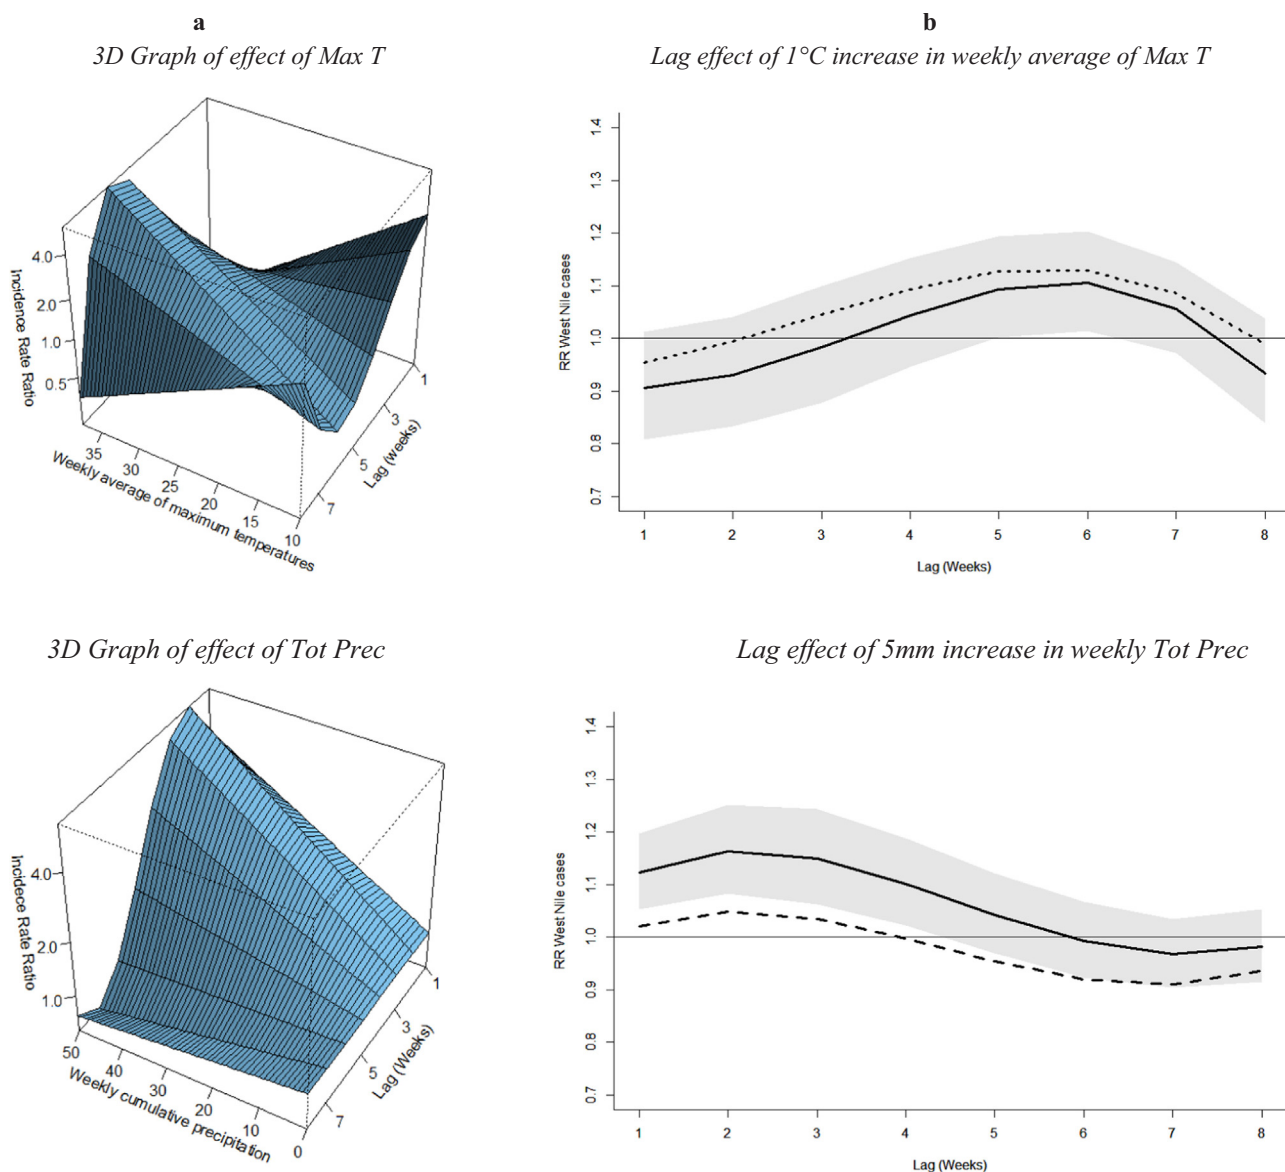 a
b
3D Graph of effect of Max T
Lag effect of 1°C increase in weekly average of Max T
Incidence Rate Ratio
4.0
2.0
1.0
0.5
35
30
25
20
15
10
Weekly average of maximum temperatures
1
3
5
7
Lag (weeks)
RR West Nile cases
1.4
1.3
1.2
1.1
1.0
0.9
0.8
0.7
1 2 3 4 5 6 7 8
Lag (Weeks)
3D Graph of effect of Tot Prec
Lag effect of 5mm increase in weekly Tot Prec
Incidece Rate Ratio
4.0
2.0
1.0
50
40
30
20
10
0
Weekly cumulative precipitation
1
3
5
7
Lag (Weeks)
RR West Nile cases
1.4
1.3
1.2
1.1
1.0
0.9
0.8
0.7
1 2 3 4 5 6 7 8
Lag (Weeks)